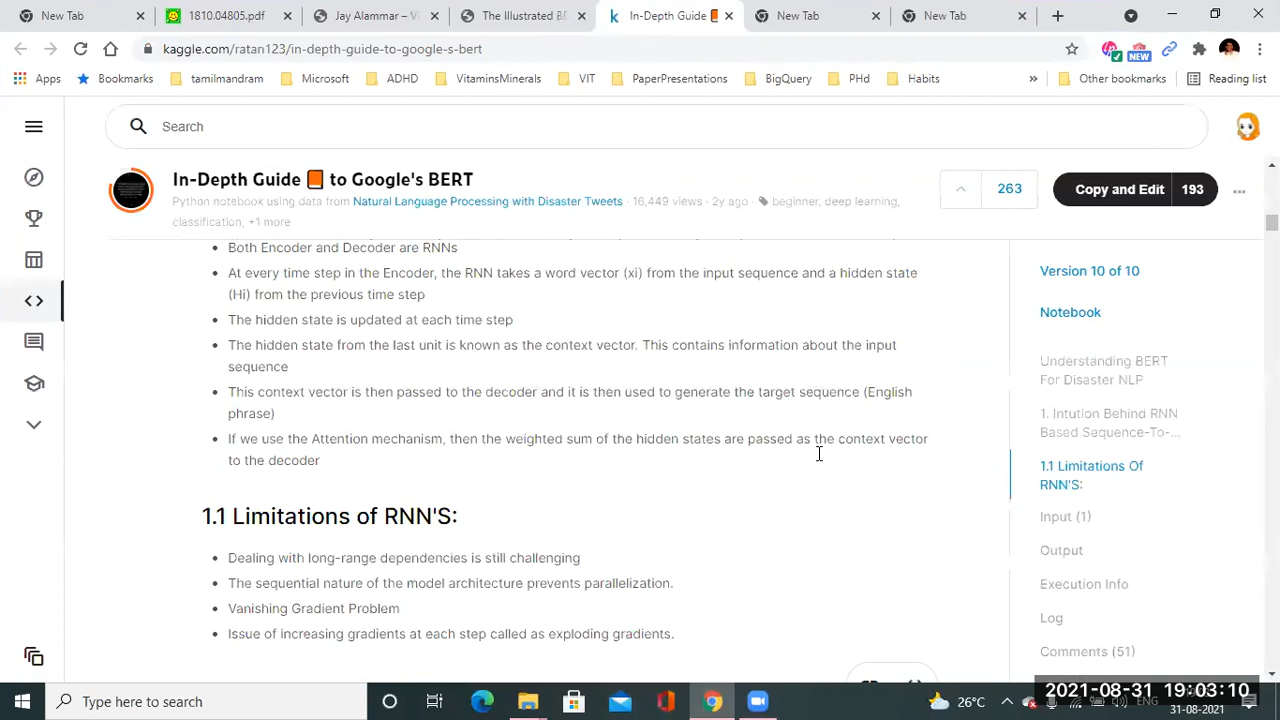 New Tab
1810.04805.pdf
Jay Alammar – Vi
The Illustrated BE
In-Depth Guide
New Tab
New Tab
kaggle.com/ratan123/in-depth-guide-to-google-s-bert
NEW
Apps
Bookmarks
tamilmandram
Microsoft
ADHD
VitaminsMinerals
VIT
PaperPresentations
BigQuery
PHd
Habits
»
Other bookmarks
Reading list
Search
In-Depth Guide 📙 to Google's BERT
Python notebook using data from Natural Language Processing with Disaster Tweets · 16,449 views · 2y ago · beginner, deep learning,
classification, +1 more
263
Copy and Edit 193
Both Encoder and Decoder are RNNs
At every time step in the Encoder, the RNN takes a word vector (xi) from the input sequence and a hidden state
(Hi) from the previous time step
The hidden state is updated at each time step
The hidden state from the last unit is known as the context vector. This contains information about the input
sequence
This context vector is then passed to the decoder and it is then used to generate the target sequence (English
phrase)
If we use the Attention mechanism, then the weighted sum of the hidden states are passed as the context vector
to the decoder
1.1 Limitations of RNN'S:
Dealing with long-range dependencies is still challenging
The sequential nature of the model architecture prevents parallelization.
Vanishing Gradient Problem
Issue of increasing gradients at each step called as exploding gradients.
Version 10 of 10
Notebook
Understanding BERT
For Disaster NLP
1. Intution Behind RNN
Based Sequence-To-...
1.1 Limitations Of
RNN'S:
Input (1)
Output
Execution Info
Log
Comments (51)
Type here to search
26°C
ENG
2021-08-31 19:03:10
31-08-2021